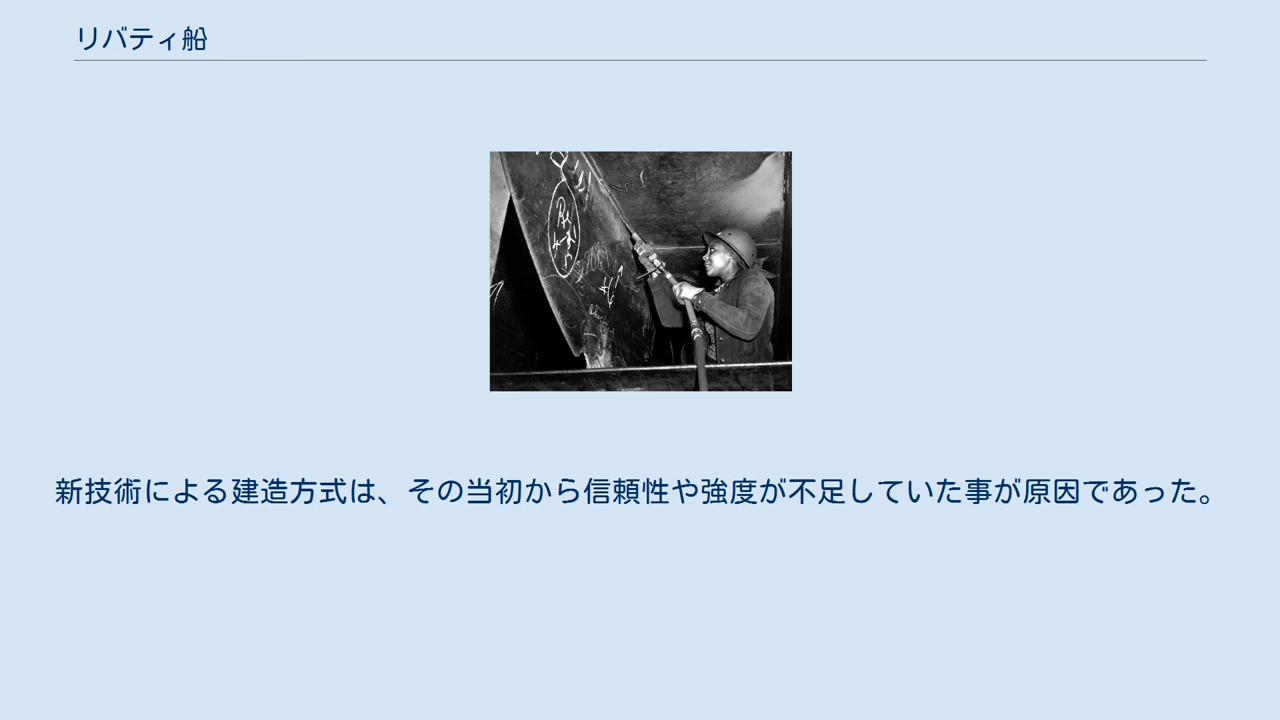 リバティ船
新技術による建造方式は、その当初から信頼性や強度が不足していた事が原因であった。